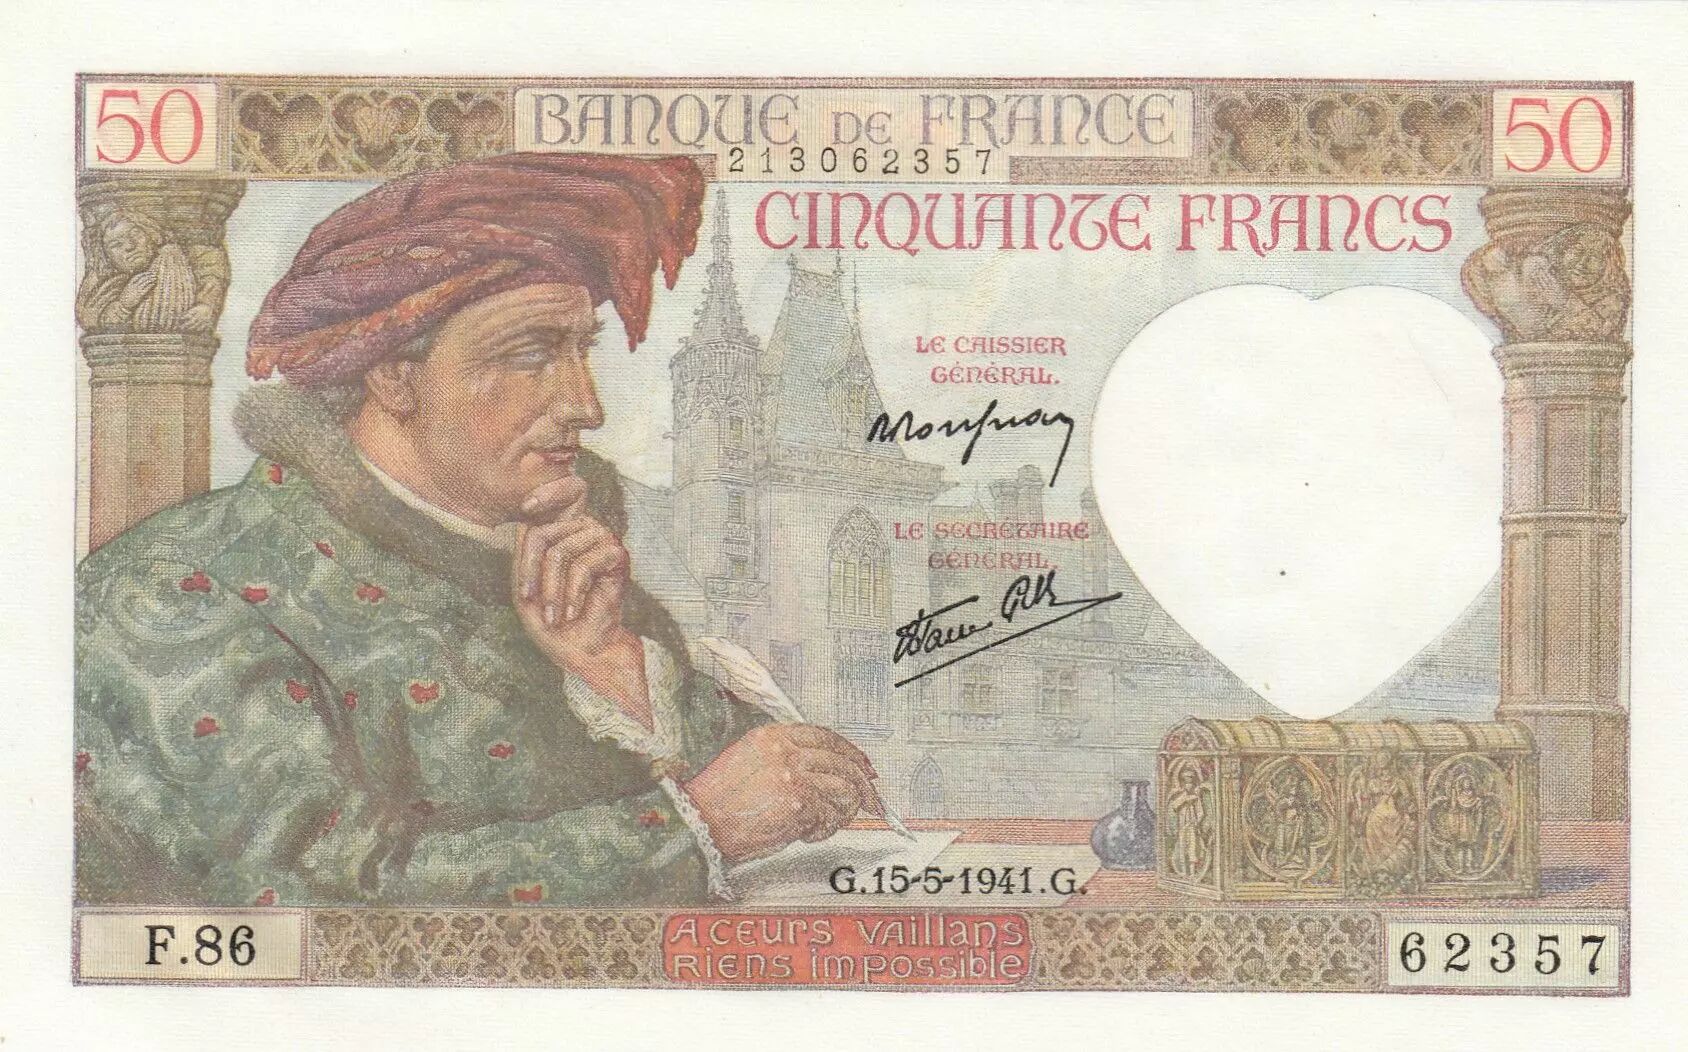 50
BANQUE DE FRANCE
50
213062357
CINQUANTE FRANCS
LE CAISSIER
GÉNÉRAL.
LE SECRÉTAIRE
GÉNÉRAL.
G.15-5-1941.G.
F.86
A CŒURS VAILLANS
RIENS IMPOSSIBLE
62357